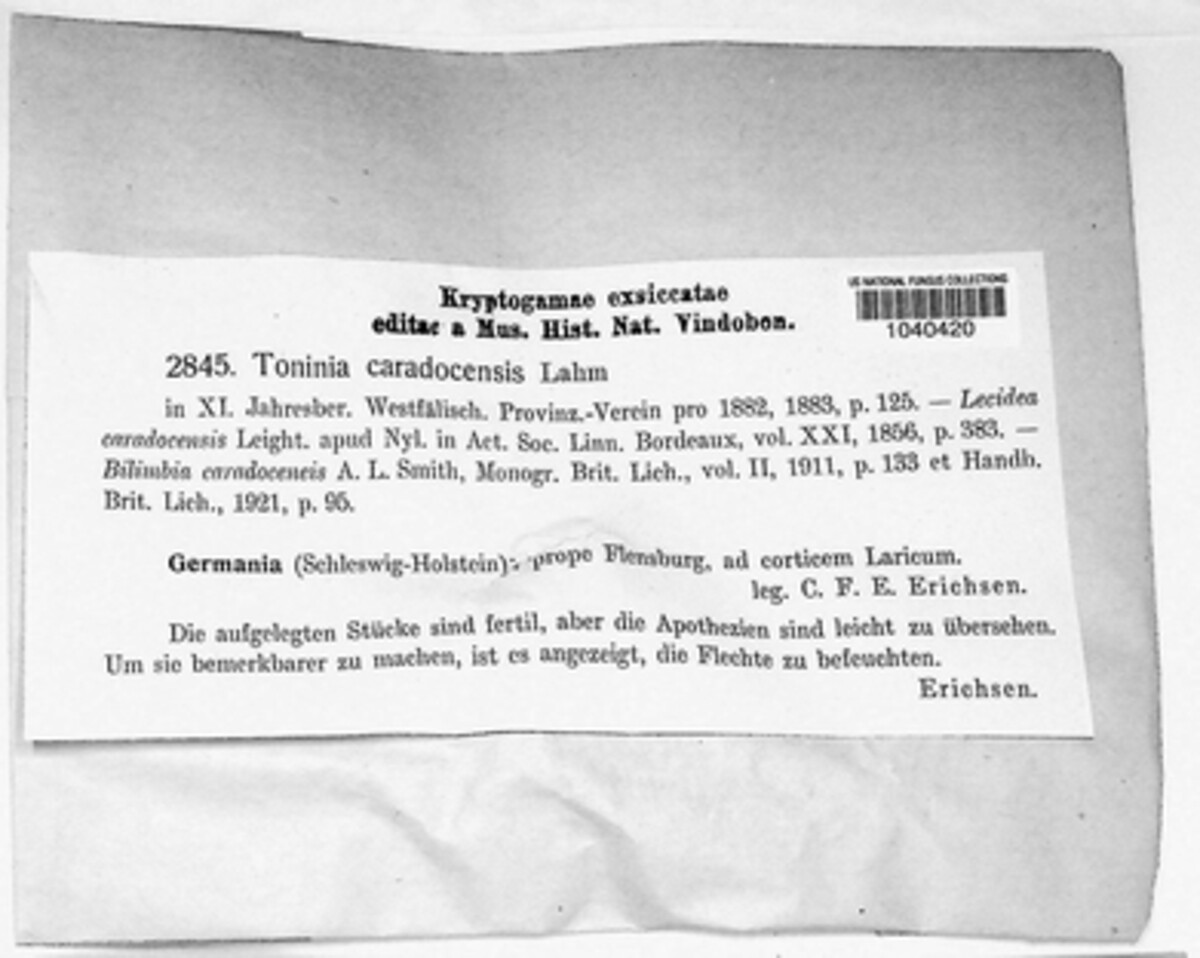 Kryptogamae exsiccatae
editae a Mus. Hist. Nat. Vindobon.
US NATIONAL FUNGUS COLLECTIONS
1040420
2845. Toninia caradocensis Lahm
in XI. Jahresber. Westfälisch. Provinz.-Verein pro 1882, 1883, p. 125. — Lecidea
caradocensis Leight. apud Nyl. in Act. Soc. Linn. Bordeaux, vol. XXI, 1856, p. 383. —
Bilimbia caradocencis A. L. Smith, Monogr. Brit. Lich., vol. II, 1911, p. 133 et Handb.
Brit. Lich., 1921, p. 95.
Germania (Schleswig-Holstein): prope Flensburg, ad corticem Laricum.
leg. C. F. E. Erichsen.
Die aufgelegten Stücke sind fertil, aber die Apothezien sind leicht zu übersehen.
Um sie bemerkbarer zu machen, ist es angezeigt, die Flechte zu befeuchten.
Erichsen.